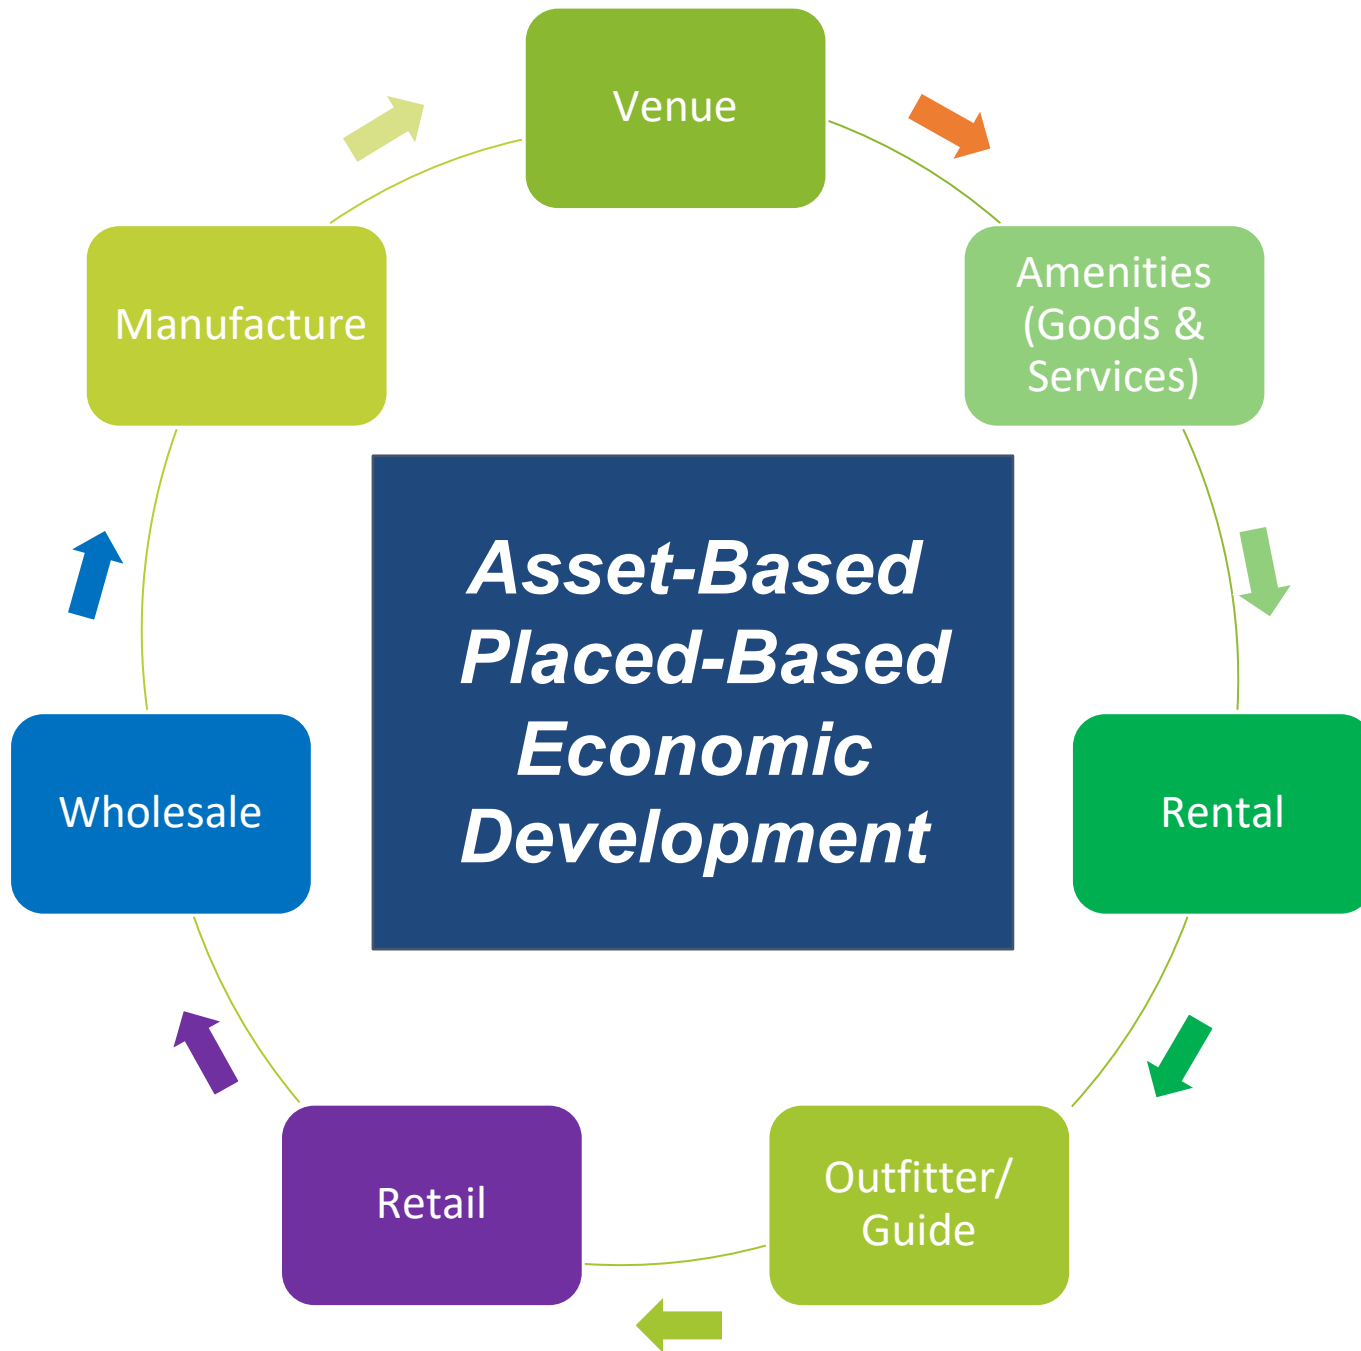 Venue
Amenities
(Goods &
Services)
Rental
Outfitter/
Guide
Retail
Wholesale
Manufacture
Asset-Based
Placed-Based
Economic
Development